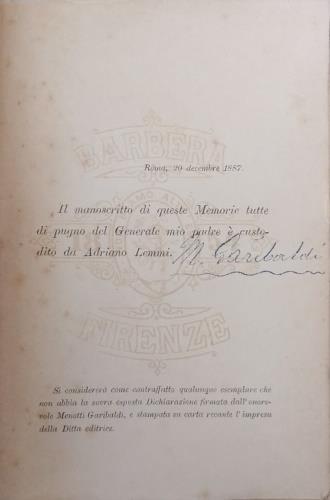 BARBERA
Roma, 20 decembre 1887.
Il manoscritto di queste Memorie tutte
di pugno del Generale mio padre è custo-
dito da Adriano Lemmi. M. Garibaldi
FIRENZE
Si considererà come contraffatto qualunque esemplare che
non abbia la sovra esposta Dichiarazione firmata dall'onore-
vole Menotti Garibaldi, e stampata su carta recante l'impresa
della Ditta editrice.